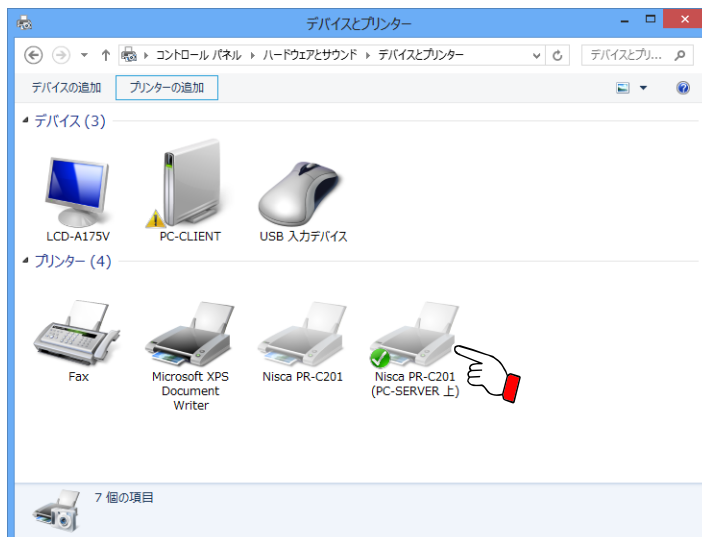 デバイスとプリンター
コントロール パネル ハードウェアとサウンド デバイスとプリンター デバイスとプリ...
デバイスの追加 プリンターの追加
デバイス (3)
LCD-A175V PC-CLIENT USB 入力デバイス
プリンター (4)
Fax Microsoft XPS Document Writer Nisca PR-C201 Nisca PR-C201 (PC-SERVER 上)
7 個の項目